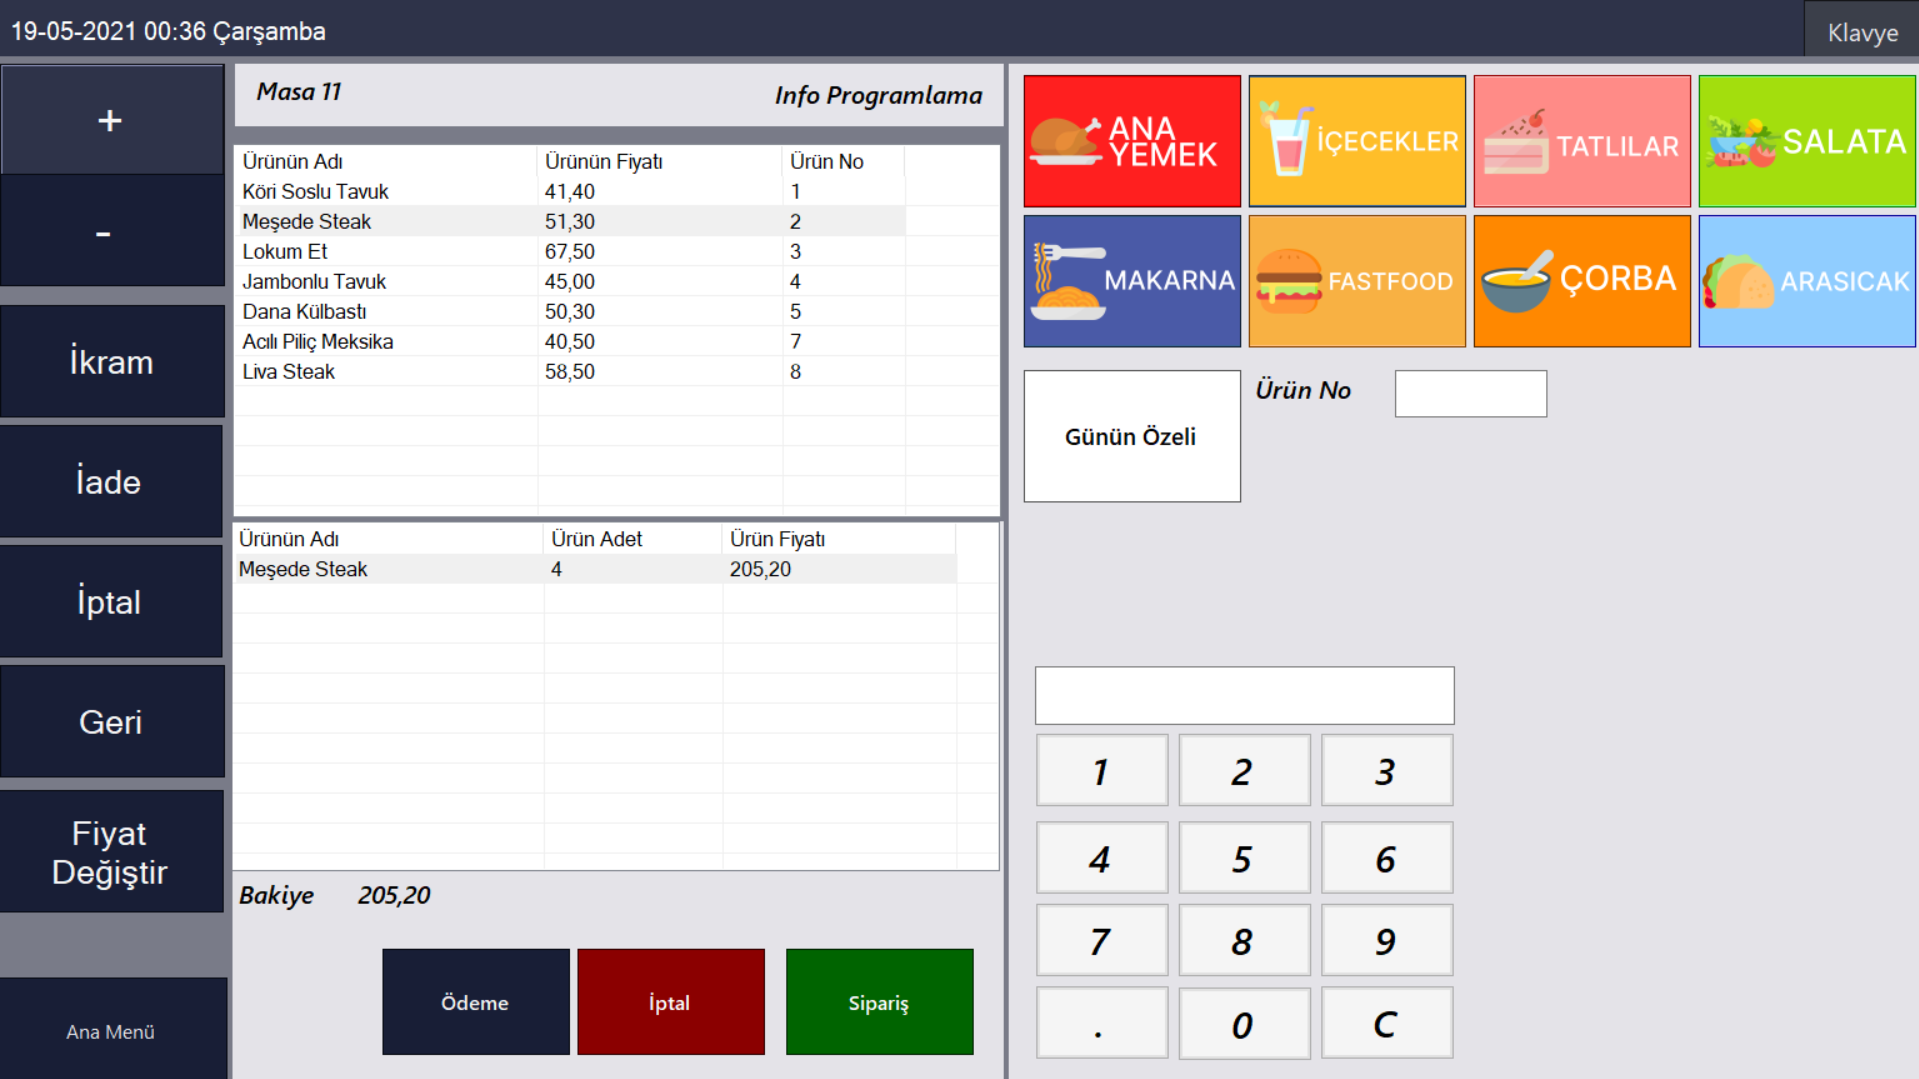 19-05-2021 00:36 Çarşamba
Klavye
+
-
İkram
İade
İptal
Geri
Fiyat
Değiştir
Ana Menü
Masa 11
Info Programlama
Ürünün Adı Ürünün Fiyatı Ürün No
Köri Soslu Tavuk 41,40 1
Meşede Steak 51,30 2
Lokum Et 67,50 3
Jambonlu Tavuk 45,00 4
Dana Külbastı 50,30 5
Acılı Piliç Meksika 40,50 7
Liva Steak 58,50 8
Ürünün Adı Ürün Adet Ürün Fiyatı
Meşede Steak 4 205,20
Bakiye 205,20
Ödeme
İptal
Sipariş
ANA
YEMEK
İÇECEKLER
TATLILAR
SALATA
MAKARNA
FASTFOOD
ÇORBA
ARASICAK
Günün Özeli
Ürün No
1 2 3
4 5 6
7 8 9
. 0 C